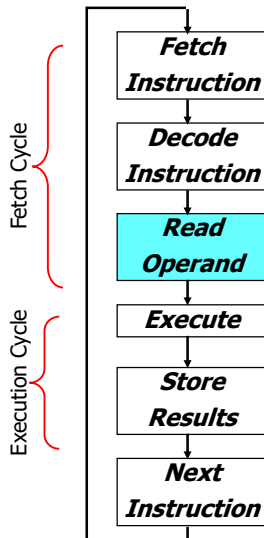 Fetch
Instruction
Decode
Instruction
Read
Operand
Execute
Store
Results
Next
Instruction
Fetch Cycle
Execution Cycle